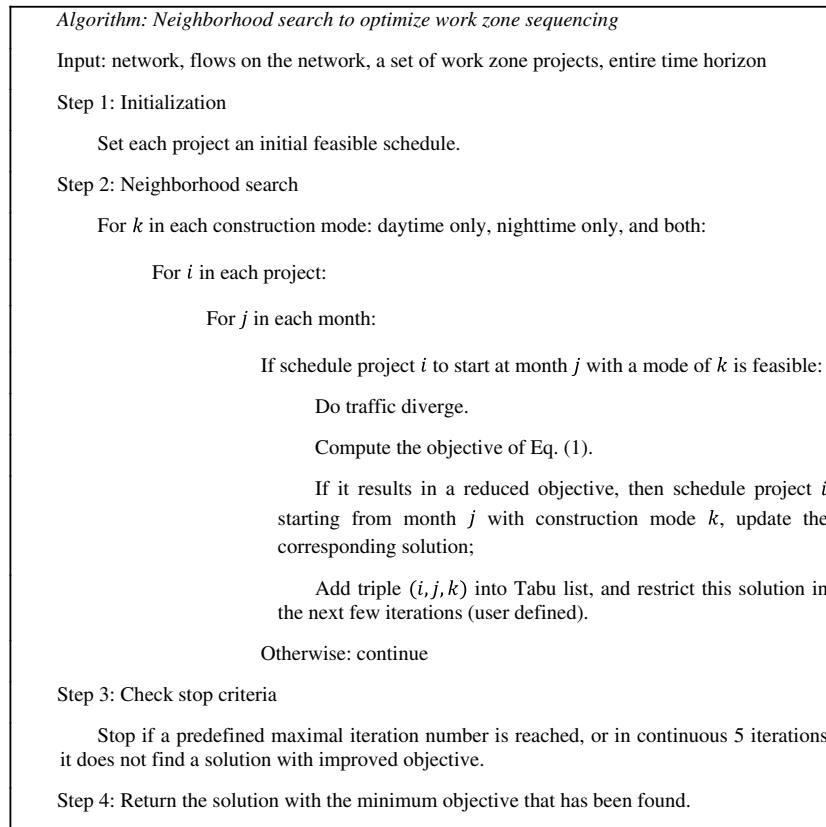 Algorithm: Neighborhood search to optimize work zone sequencing
Input: network, flows on the network, a set of work zone projects, entire time horizon
Step 1: Initialization
Set each project an initial feasible schedule.
Step 2: Neighborhood search
For k in each construction mode: daytime only, nighttime only, and both:
For i in each project:
For j in each month:
If schedule project i to start at month j with a mode of k is feasible:
Do traffic diverge.
Compute the objective of Eq. (1).
If it results in a reduced objective, then schedule project i
starting from month j with construction mode k, update the
corresponding solution;
Add triple (i, j, k) into Tabu list, and restrict this solution in
the next few iterations (user defined).
Otherwise: continue
Step 3: Check stop criteria
Stop if a predefined maximal iteration number is reached, or in continuous 5 iterations
it does not find a solution with improved objective.
Step 4: Return the solution with the minimum objective that has been found.